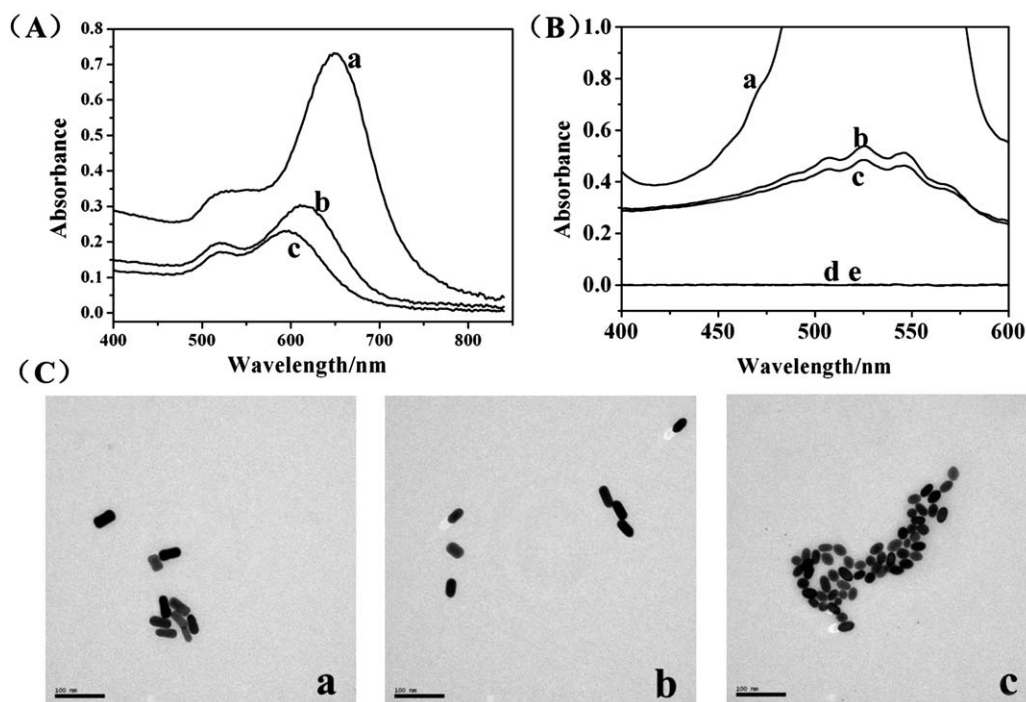 （A）
Absorbance
0.8
0.7
0.6
0.5
0.4
0.3
0.2
0.1
0.0
a
b
c
400 500 600 700 800
Wavelength/nm
（B）
Absorbance
1.0
0.8
0.6
0.4
0.2
0.0
a
b
c
d e
400 450 500 550 600
Wavelength/nm
（C）
100 nm
a
100 nm
b
100 nm
c